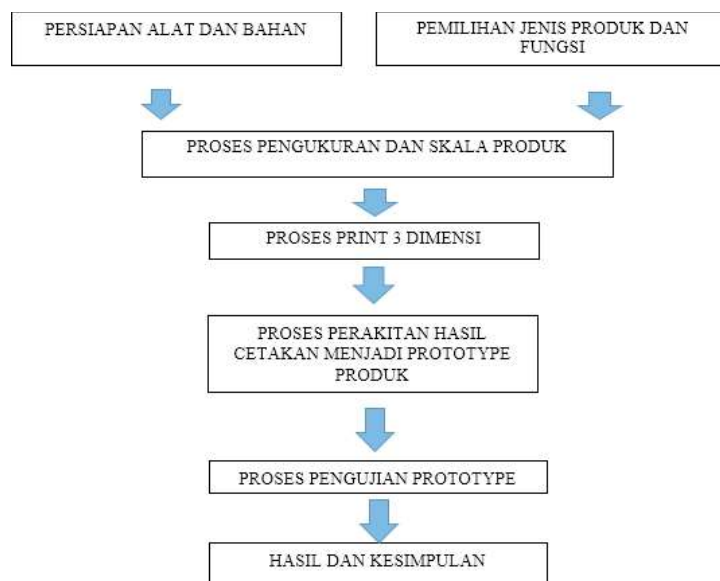 PERSIAPAN ALAT DAN BAHAN
PEMILIHAN JENIS PRODUK DAN
FUNGSI
PROSES PENGUKURAN DAN SKALA PRODUK
PROSES PRINT 3 DIMENSI
PROSES PERAKITAN HASIL
CETAKAN MENJADI PROTOTYPE
PRODUK
PROSES PENGUJIAN PROTOTYPE
HASIL DAN KESIMPULAN